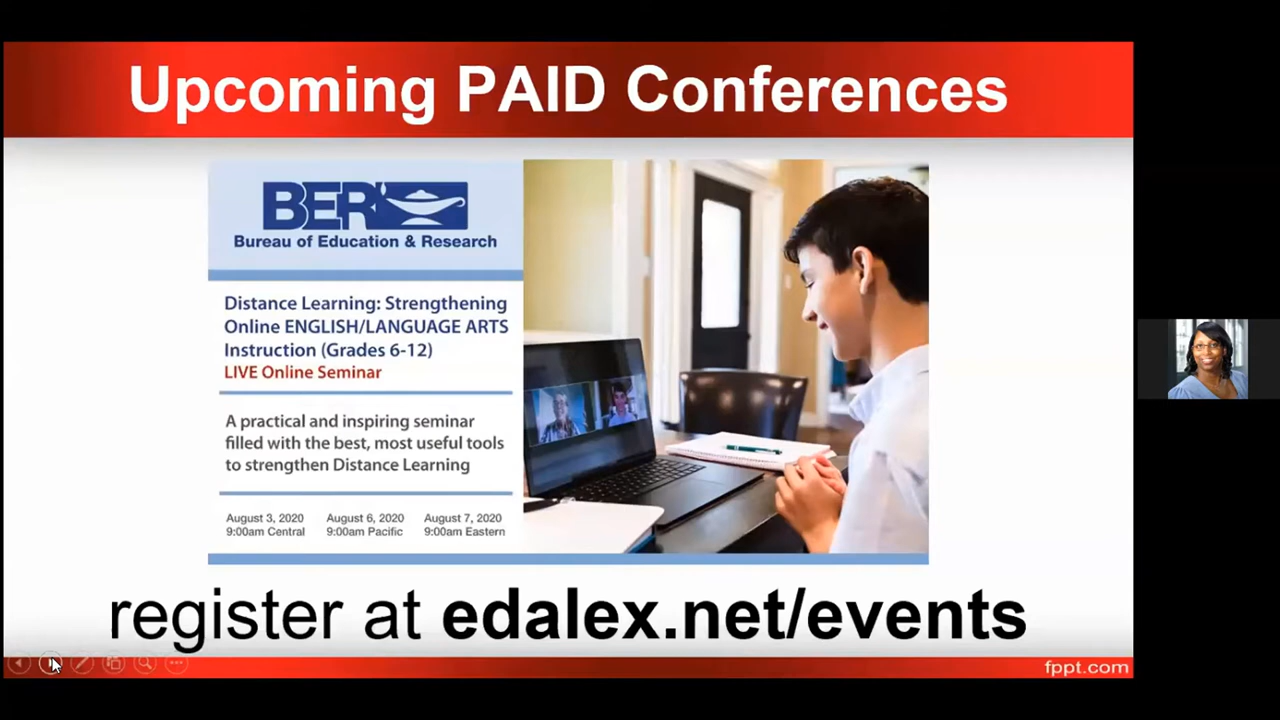 Upcoming PAID Conferences
BER
Bureau of Education & Research
Distance Learning: Strengthening
Online ENGLISH/LANGUAGE ARTS
Instruction (Grades 6-12)
LIVE Online Seminar
A practical and inspiring seminar
filled with the best, most useful tools
to strengthen Distance Learning
August 3, 2020 August 6, 2020 August 7, 2020
9:00am Central 9:00am Pacific 9:00am Eastern
register at edalex.net/events
fppt.com